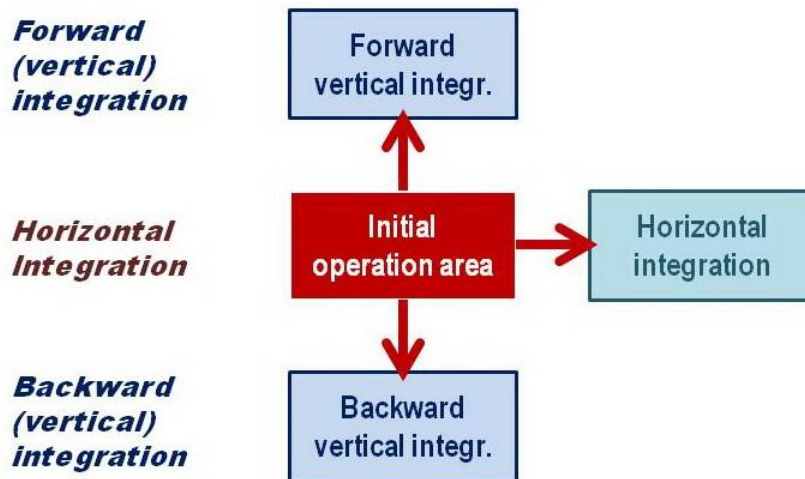 Forward
(vertical)
integration
Forward
vertical integr.
Horizontal
Integration
Initial
operation area
Horizontal
integration
Backward
(vertical)
integration
Backward
vertical integr.